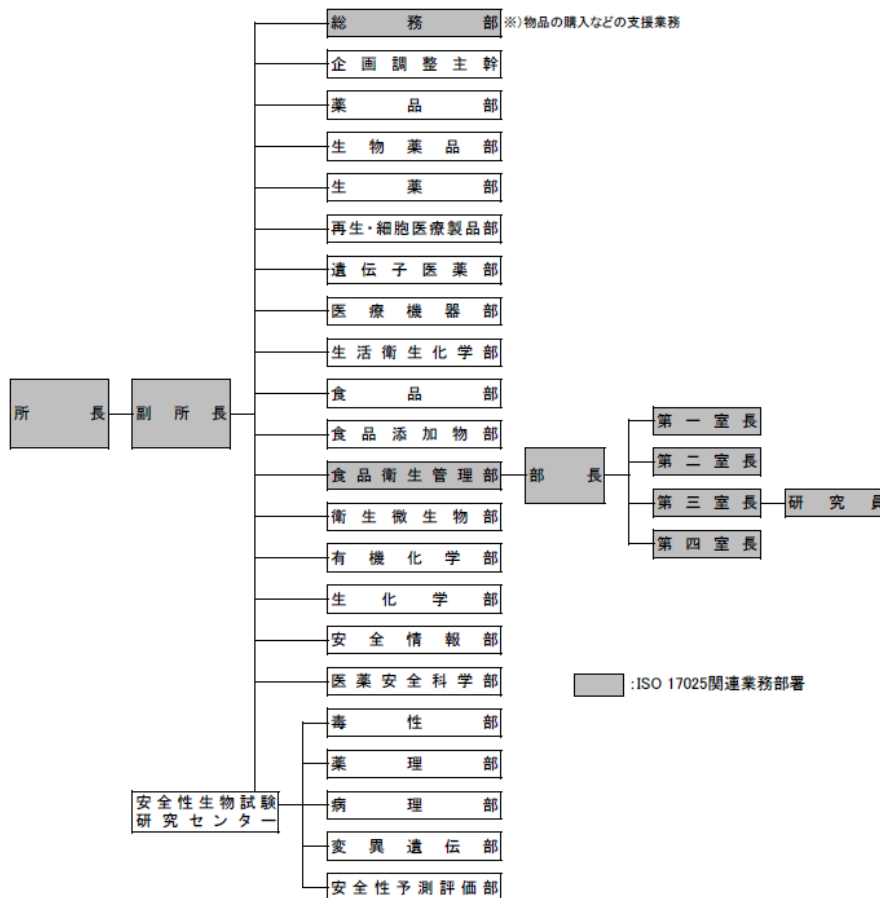 総務部
※)物品の購入などの支援業務
企画調整主幹
薬品部
生物薬品部
生薬部
再生・細胞医療製品部
遺伝子医薬部
医療機器部
生活衛生化学部
所長
副所長
食品部
食品添加物部
食品衛生管理部
部長
第一室長
第二室長
第三室長
研究員
第四室長
衛生微生物部
有機化学部
生化学部
安全情報部
医薬安全科学部
:ISO 17025関連業務部署
毒性部
薬理部
安全性生物試験
研究センター
病理部
変異遺伝部
安全性予測評価部